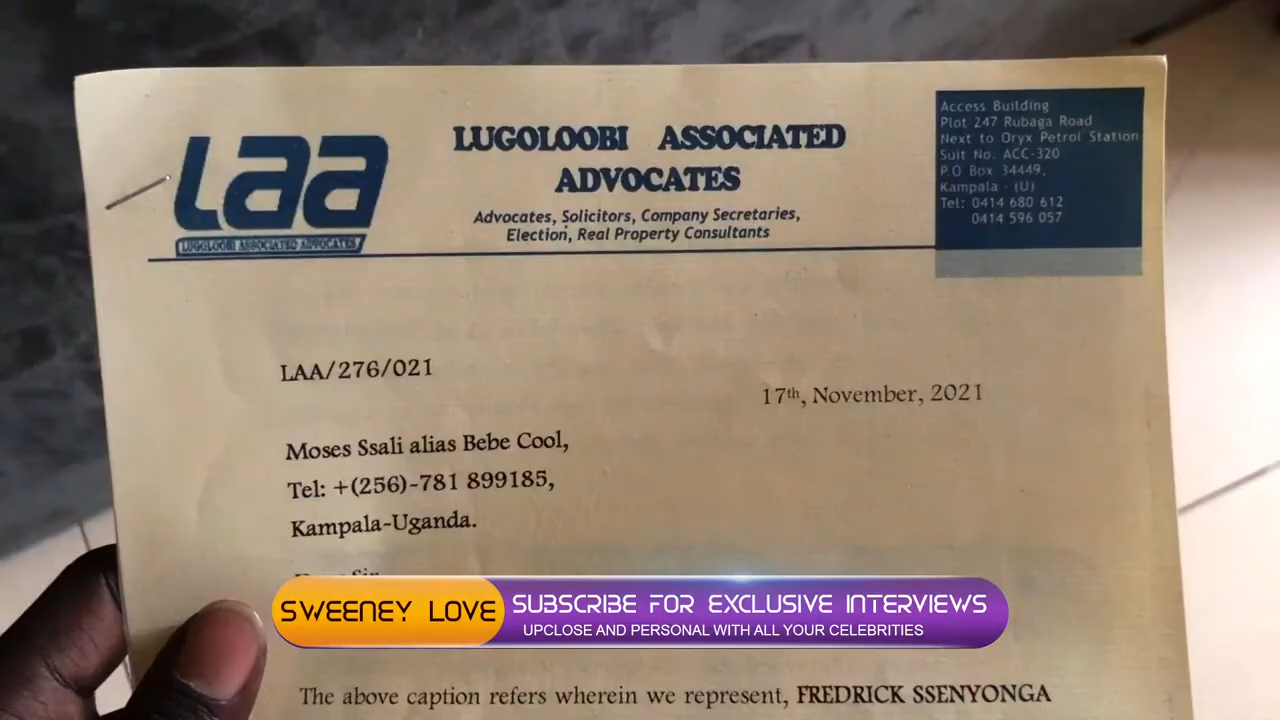 Laa
LUGOLOOBI ASSOCIATED ADVOCATES
LUGOLOOBI ASSOCIATED
ADVOCATES
Advocates, Solicitors, Company Secretaries,
Election, Real Property Consultants
Access Building
Plot 247 Rubaga Road
Next to Oryx Petrol Station
Suit No. ACC-320
P.O Box 34449,
Kampala - (U)
Tel: 0414 680 612
0414 596 057
LAA/276/021
17th, November, 2021
Moses Ssali alias Bebe Cool,
Tel: +(256)-781 899185,
Kampala-Uganda.
SWEENEY LOVE
SUBSCRIBE FOR EXCLUSIVE INTERVIEWS
UPCLOSE AND PERSONAL WITH ALL YOUR CELEBRITIES
The above caption refers wherein we represent, FREDRICK SSENYONGA